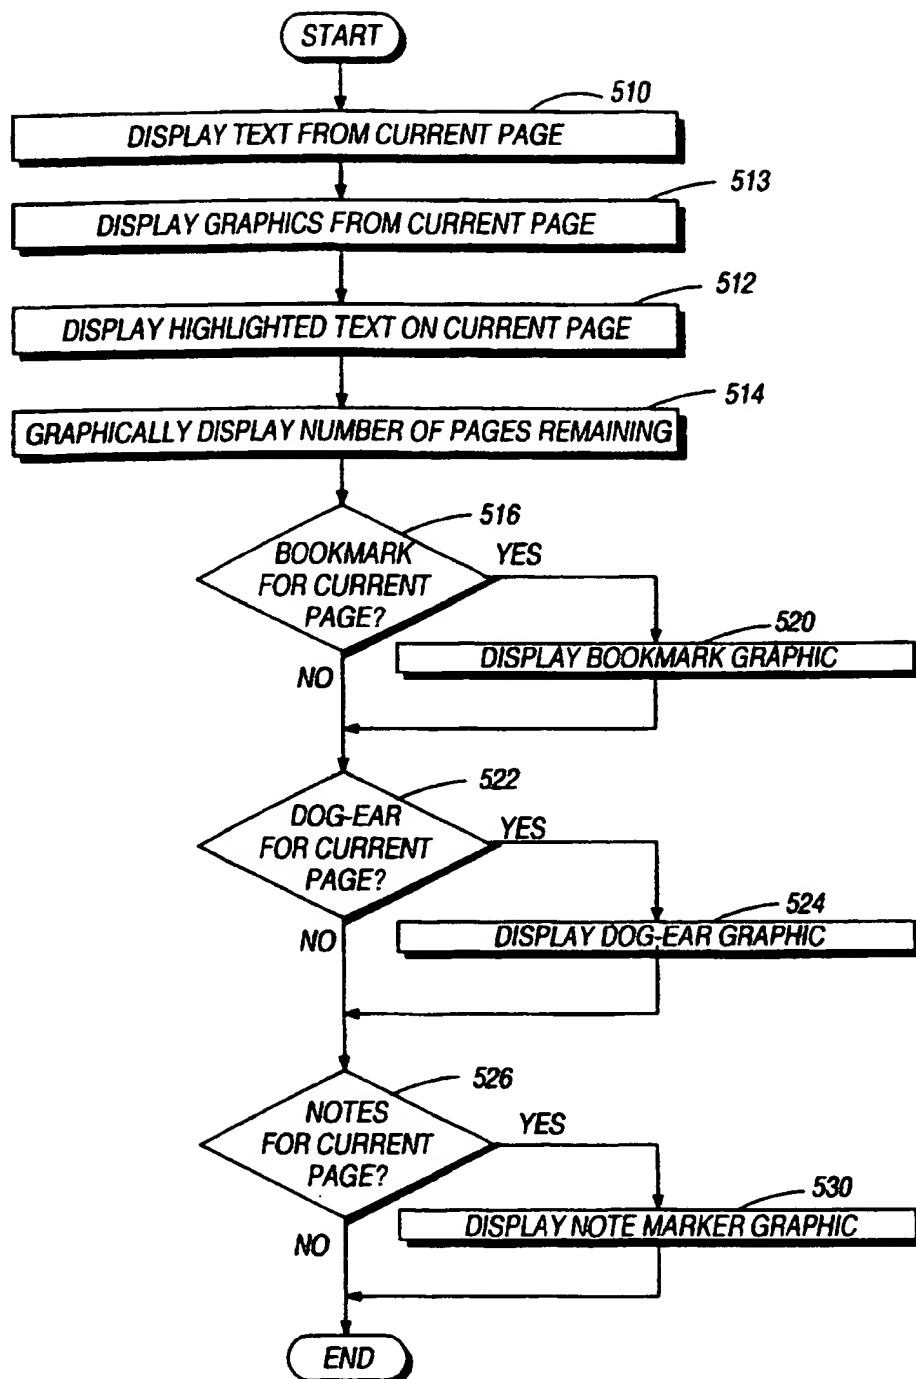 START
510
DISPLAY TEXT FROM CURRENT PAGE
513
DISPLAY GRAPHICS FROM CURRENT PAGE
512
DISPLAY HIGHLIGHTED TEXT ON CURRENT PAGE
514
GRAPHICALLY DISPLAY NUMBER OF PAGES REMAINING
516
BOOKMARK
FOR CURRENT
PAGE?
YES
520
DISPLAY BOOKMARK GRAPHIC
NO
522
DOG-EAR
FOR CURRENT
PAGE?
YES
524
DISPLAY DOG-EAR GRAPHIC
NO
526
NOTES
FOR CURRENT
PAGE?
YES
530
DISPLAY NOTE MARKER GRAPHIC
NO
END